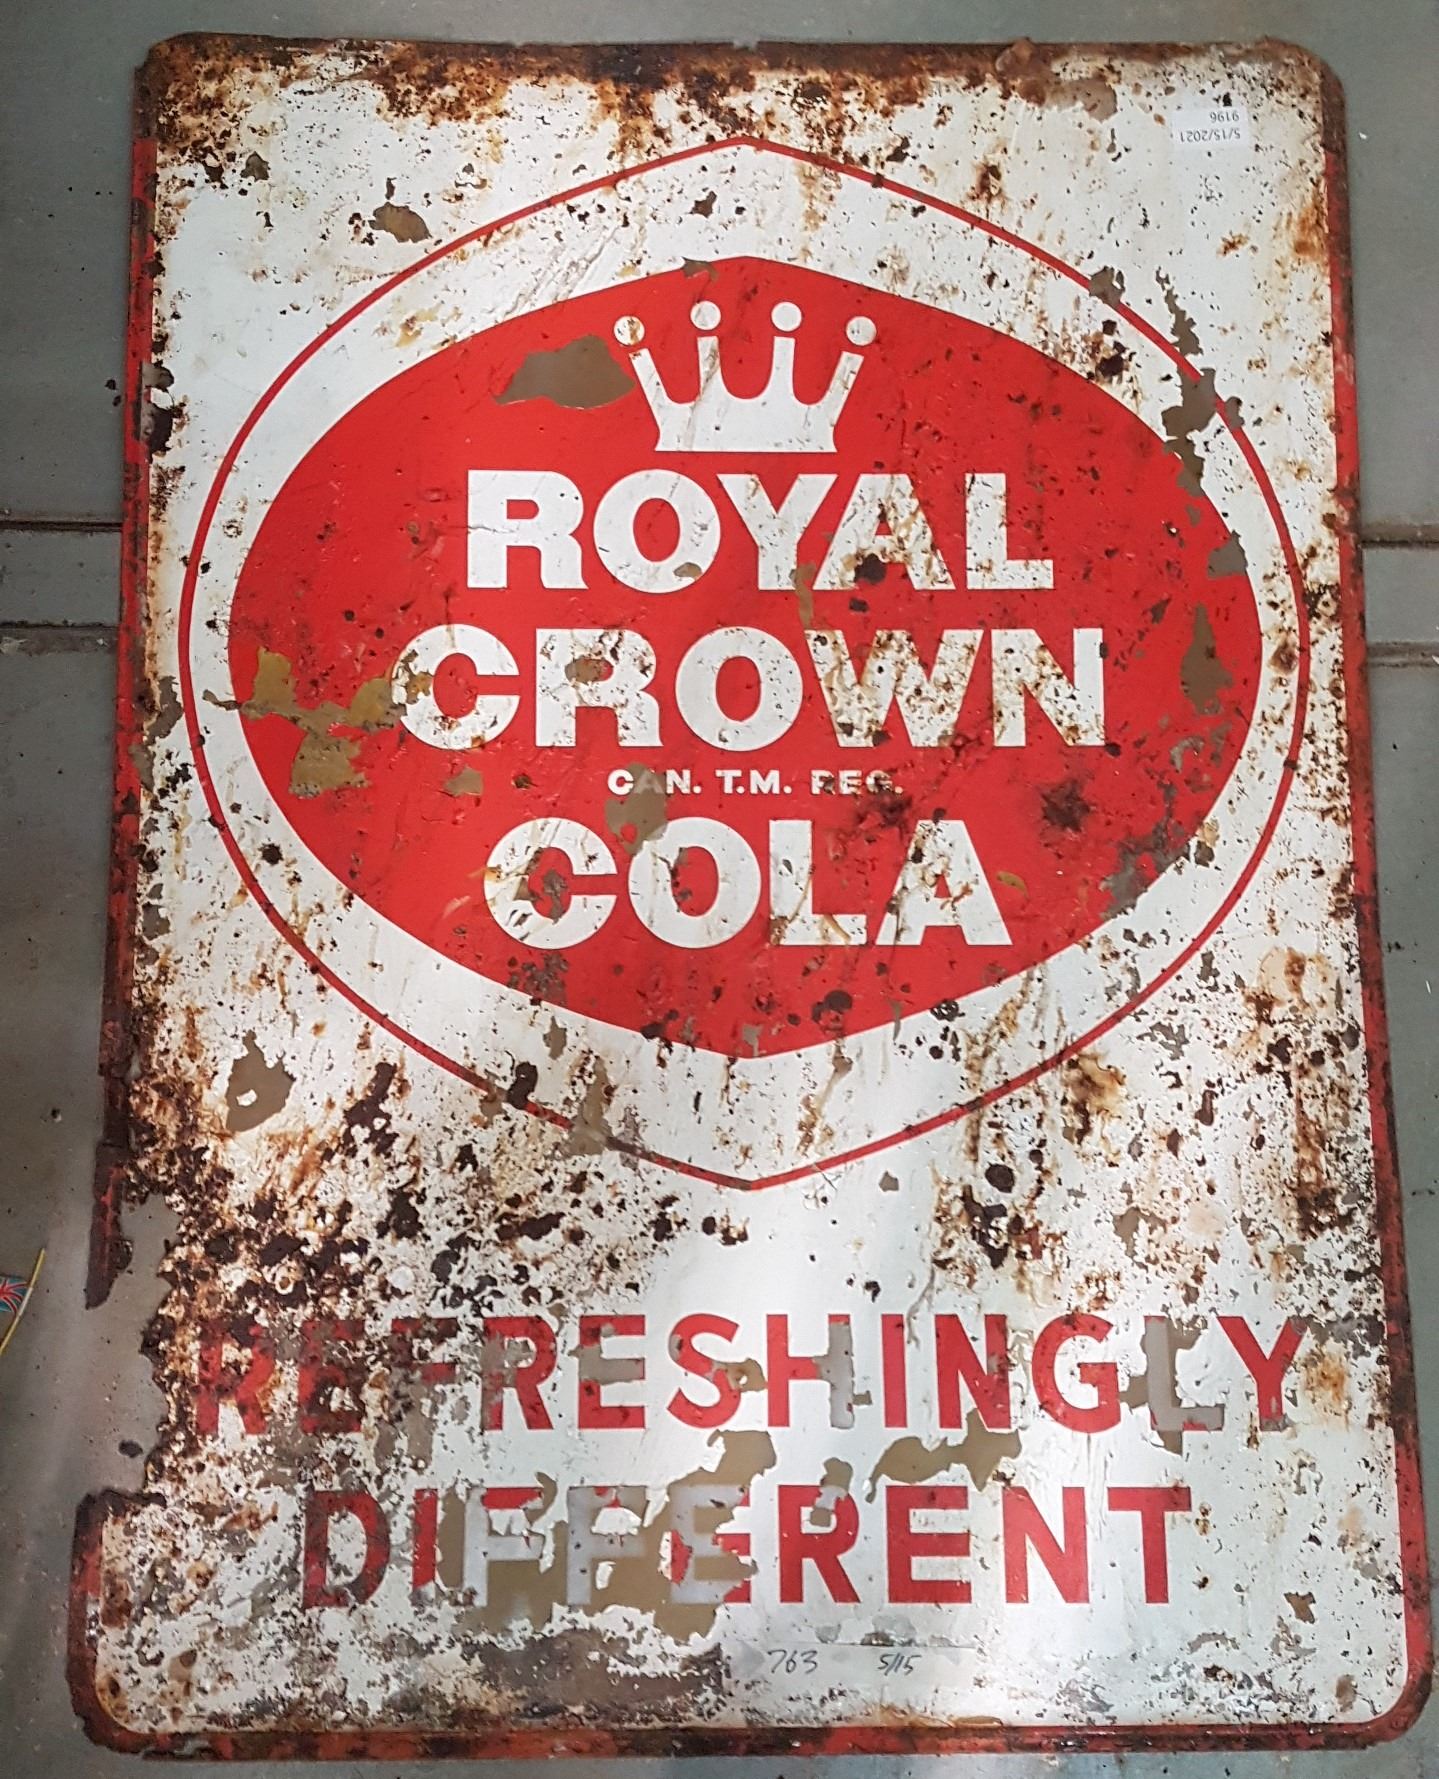 5/15/2021
9196
ROYAL
CROWN
CAN. T.M. REG.
COLA
REFRESHINGLY
DIFFERENT
763 5/15